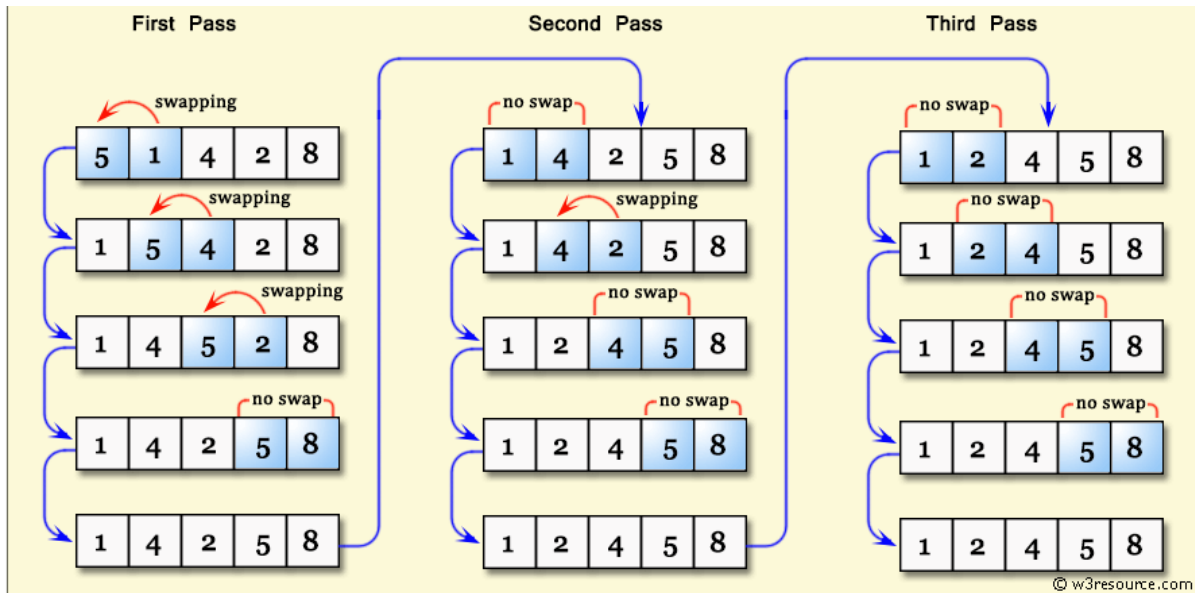 First Pass
swapping
5 1 4 2 8
swapping
1 5 4 2 8
swapping
1 4 5 2 8
no swap
1 4 2 5 8
1 4 2 5 8
Second Pass
no swap
1 4 2 5 8
swapping
1 4 2 5 8
no swap
1 2 4 5 8
no swap
1 2 4 5 8
1 2 4 5 8
Third Pass
no swap
1 2 4 5 8
no swap
1 2 4 5 8
no swap
1 2 4 5 8
no swap
1 2 4 5 8
1 2 4 5 8
© w3resource.com